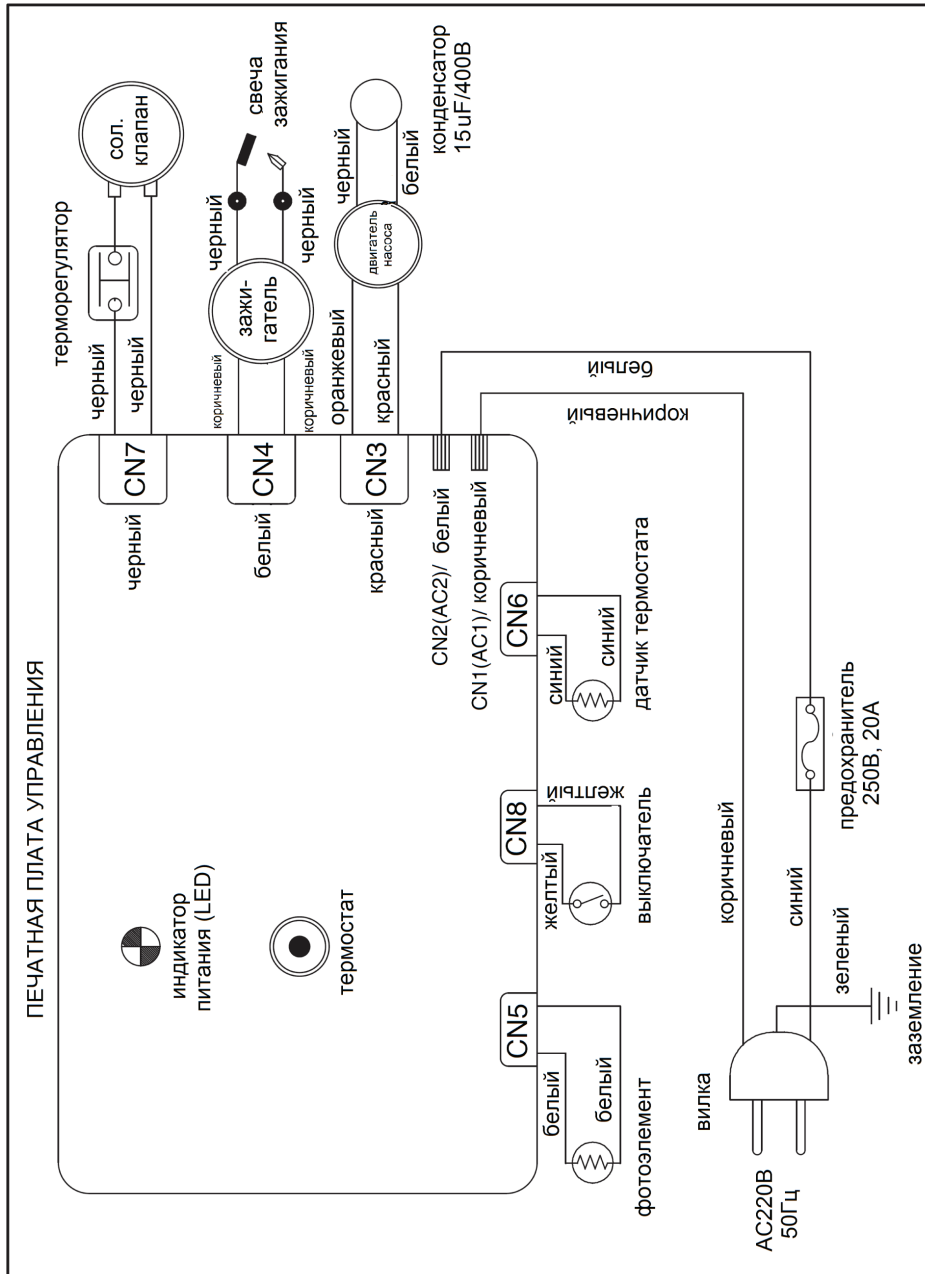 ПЕЧАТНАЯ ПЛАТА УПРАВЛЕНИЯ
индикатор
питания (LED)
термостат
черный
CN7
черный
черный
терморегулятор
сол.
клапан
белый
CN4
коричневый
коричневый
зажи-
гатель
черный
черный
свеча
зажигания
красный
CN3
оранжевый
красный
двигатель
насоса
черный
белый
конденсатор
15uF/400В
CN2(AC2)/ белый
CN1(AC1)/ коричневый
белый
коричневый
CN5
белый
белый
фотоэлемент
CN8
желтый
желтый
выключатель
CN6
синий
синий
датчик термостата
AC220В
50Гц
вилка
коричневый
синий
зеленый
заземление
предохранитель
250В, 20А